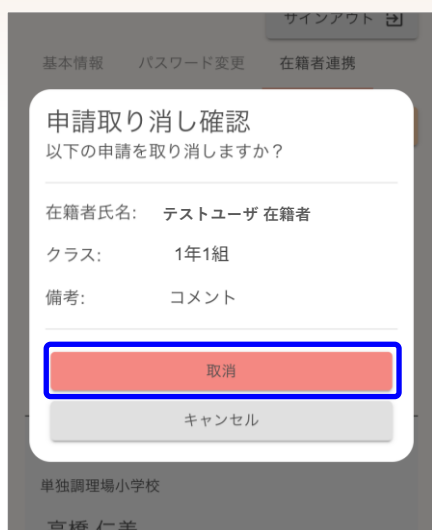 サインアウト
基本情報 パスワード変更 在籍者連携
申請取り消し確認
以下の申請を取り消しますか？
在籍者氏名: テストユーザ 在籍者
クラス: 1年1組
備考: コメント
取消
キャンセル
単独調理場小学校
高橋 仁美